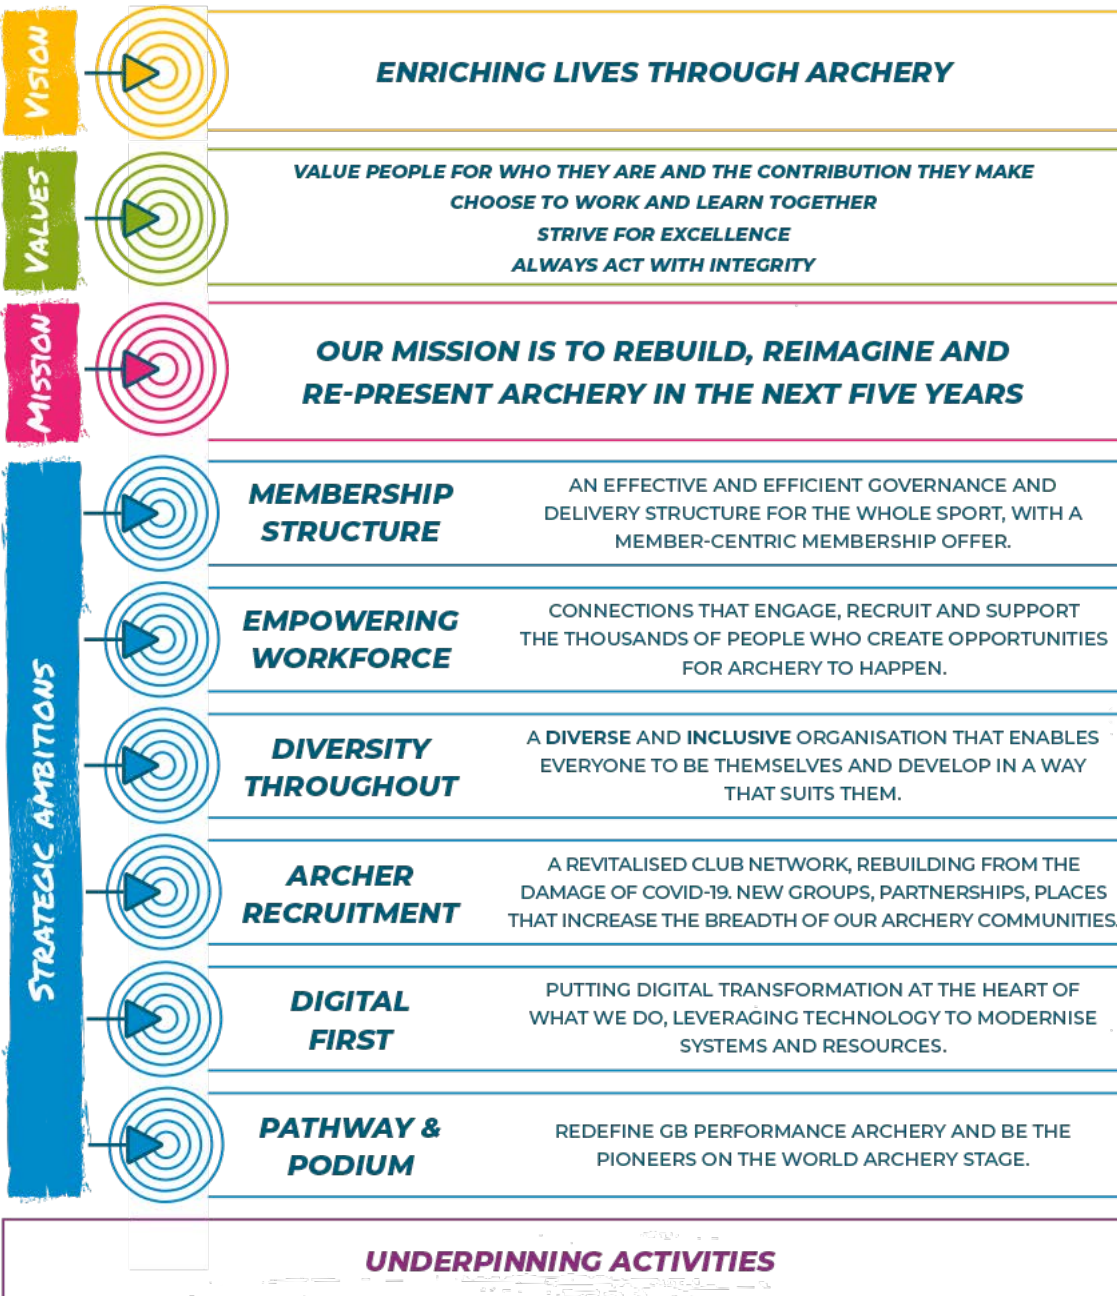 VISION
ENRICHING LIVES THROUGH ARCHERY
VALUES
VALUE PEOPLE FOR WHO THEY ARE AND THE CONTRIBUTION THEY MAKE
CHOOSE TO WORK AND LEARN TOGETHER
STRIVE FOR EXCELLENCE
ALWAYS ACT WITH INTEGRITY
MISSION
OUR MISSION IS TO REBUILD, REIMAGINE AND
RE-PRESENT ARCHERY IN THE NEXT FIVE YEARS
STRATEGIC AMBITIONS
MEMBERSHIP
STRUCTURE
AN EFFECTIVE AND EFFICIENT GOVERNANCE AND
DELIVERY STRUCTURE FOR THE WHOLE SPORT, WITH A
MEMBER-CENTRIC MEMBERSHIP OFFER.
EMPOWERING
WORKFORCE
CONNECTIONS THAT ENGAGE, RECRUIT AND SUPPORT
THE THOUSANDS OF PEOPLE WHO CREATE OPPORTUNITIES
FOR ARCHERY TO HAPPEN.
DIVERSITY
THROUGHOUT
A DIVERSE AND INCLUSIVE ORGANISATION THAT ENABLES
EVERYONE TO BE THEMSELVES AND DEVELOP IN A WAY
THAT SUITS THEM.
ARCHER
RECRUITMENT
A REVITALISED CLUB NETWORK, REBUILDING FROM THE
DAMAGE OF COVID-19. NEW GROUPS, PARTNERSHIPS, PLACES
THAT INCREASE THE BREADTH OF OUR ARCHERY COMMUNITIES.
DIGITAL
FIRST
PUTTING DIGITAL TRANSFORMATION AT THE HEART OF
WHAT WE DO, LEVERAGING TECHNOLOGY TO MODERNISE
SYSTEMS AND RESOURCES.
PATHWAY &
PODIUM
REDEFINE GB PERFORMANCE ARCHERY AND BE THE
PIONEERS ON THE WORLD ARCHERY STAGE.
UNDERPINNING ACTIVITIES